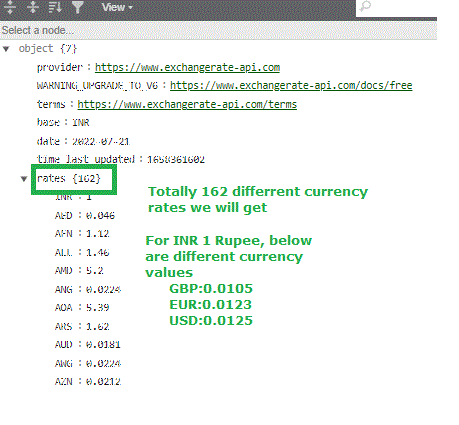 View
Select a node...
object {7}
provider : https://www.exchangerate-api.com
WARNING_UPGRADE_TO_V6 : https://www.exchangerate-api.com/docs/free
terms : https://www.exchangerate-api.com/terms
base : INR
date : 2022-07-21
time_last_updated : 1658361602
rates {162}
INR : 1
AED : 0.046
AFN : 1.12
ALL : 1.46
AMD : 5.2
ANG : 0.0224
AOA : 5.39
ARS : 1.62
AUD : 0.0181
AWG : 0.0224
AZN : 0.0212
Totally 162 differrent currency
rates we will get
For INR 1 Rupee, below
are different currency
values
GBP:0.0105
EUR:0.0123
USD:0.0125